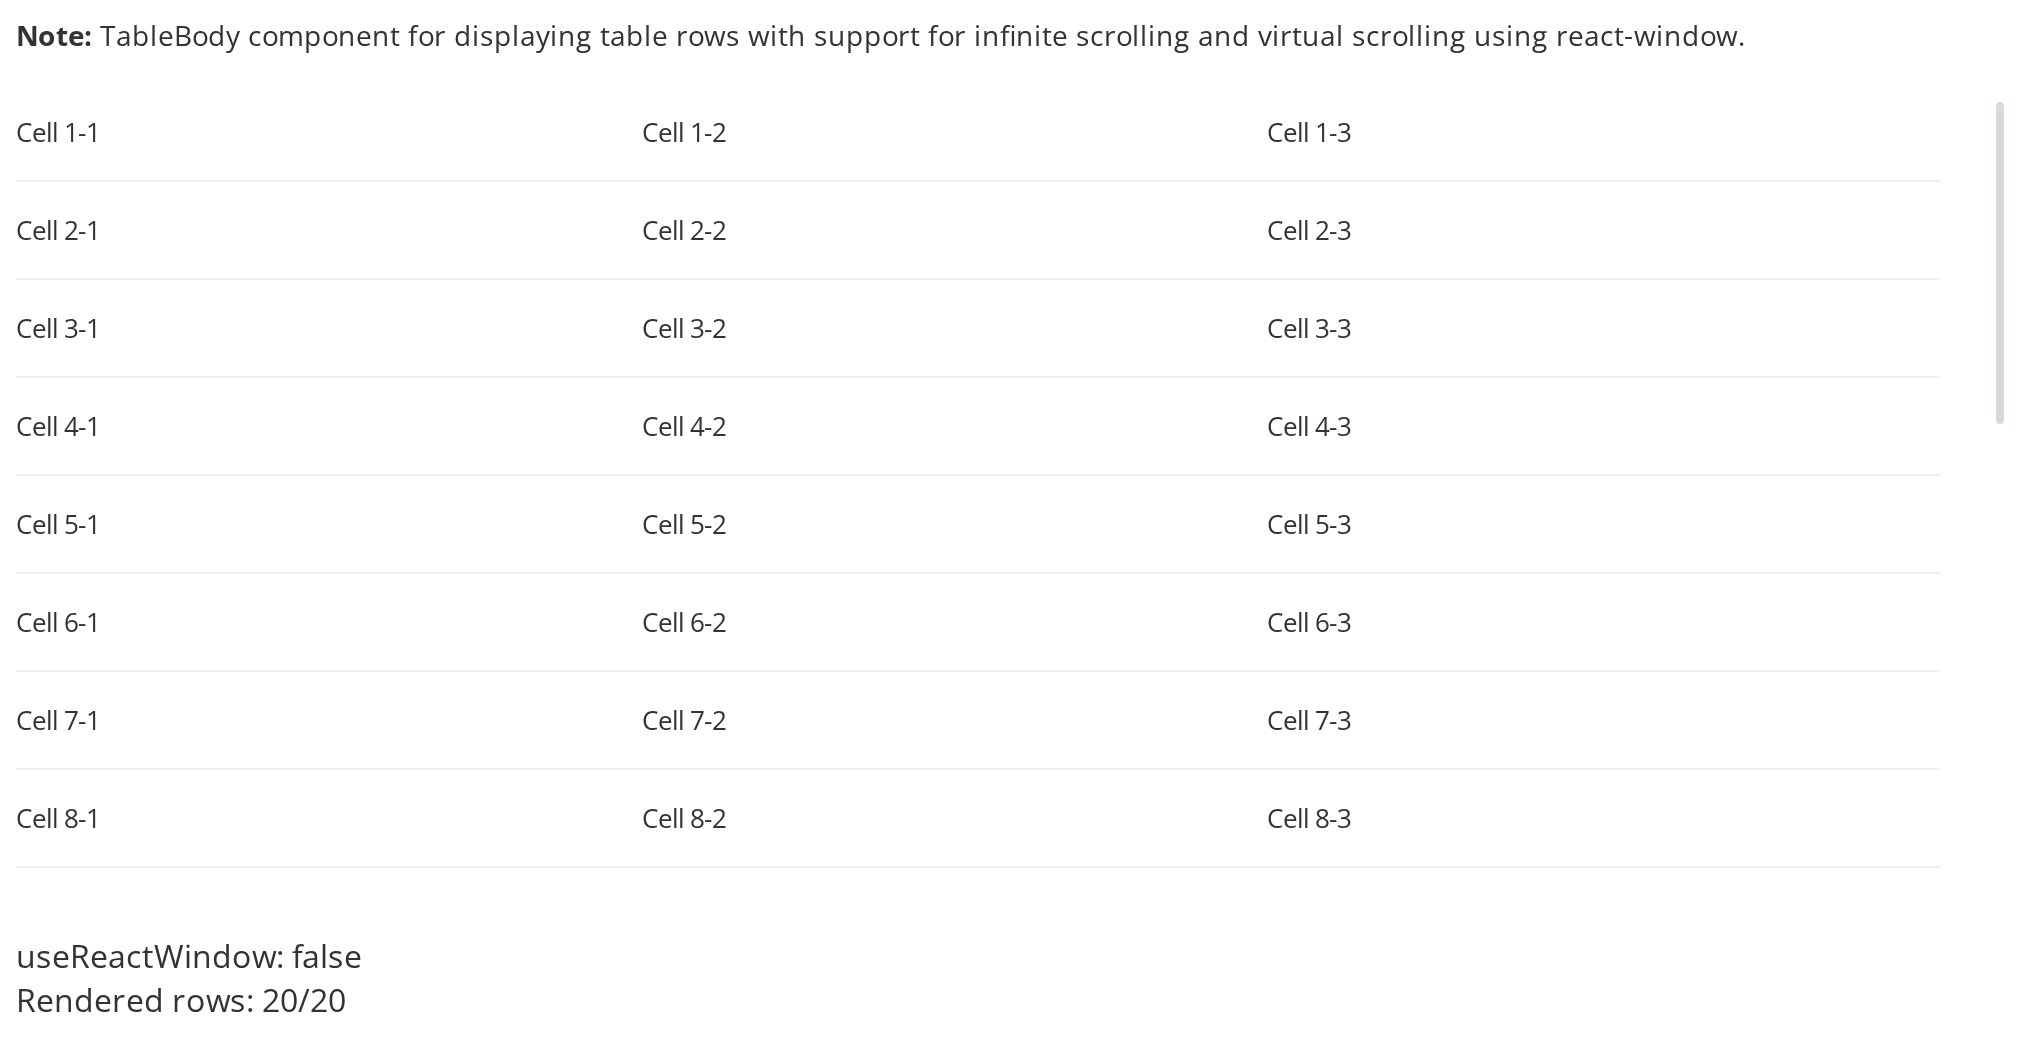 Note: TableBody component for displaying table rows with support for infinite scrolling and virtual scrolling using react-window.
Cell 1-1 Cell 1-2 Cell 1-3
Cell 2-1 Cell 2-2 Cell 2-3
Cell 3-1 Cell 3-2 Cell 3-3
Cell 4-1 Cell 4-2 Cell 4-3
Cell 5-1 Cell 5-2 Cell 5-3
Cell 6-1 Cell 6-2 Cell 6-3
Cell 7-1 Cell 7-2 Cell 7-3
Cell 8-1 Cell 8-2 Cell 8-3
useReactWindow: false
Rendered rows: 20/20